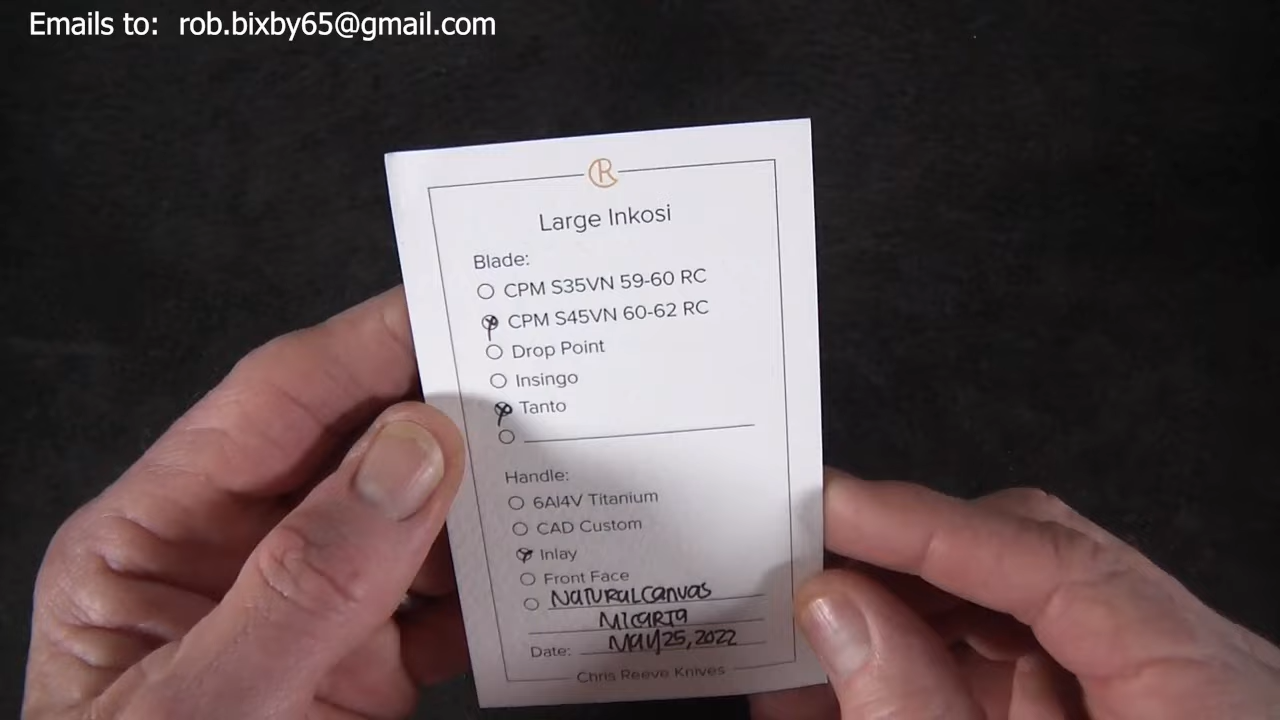 Emails to: rob.bixby65@gmail.com
CR
Large Inkosi
Blade:
CPM S35VN 59-60 RC
CPM S45VN 60-62 RC
Drop Point
Insingo
Tanto
Handle:
6Al4V Titanium
CAD Custom
Inlay
Front Face
Natural canvas
Micarta
Date: May 25, 2022
Chris Reeve Knives